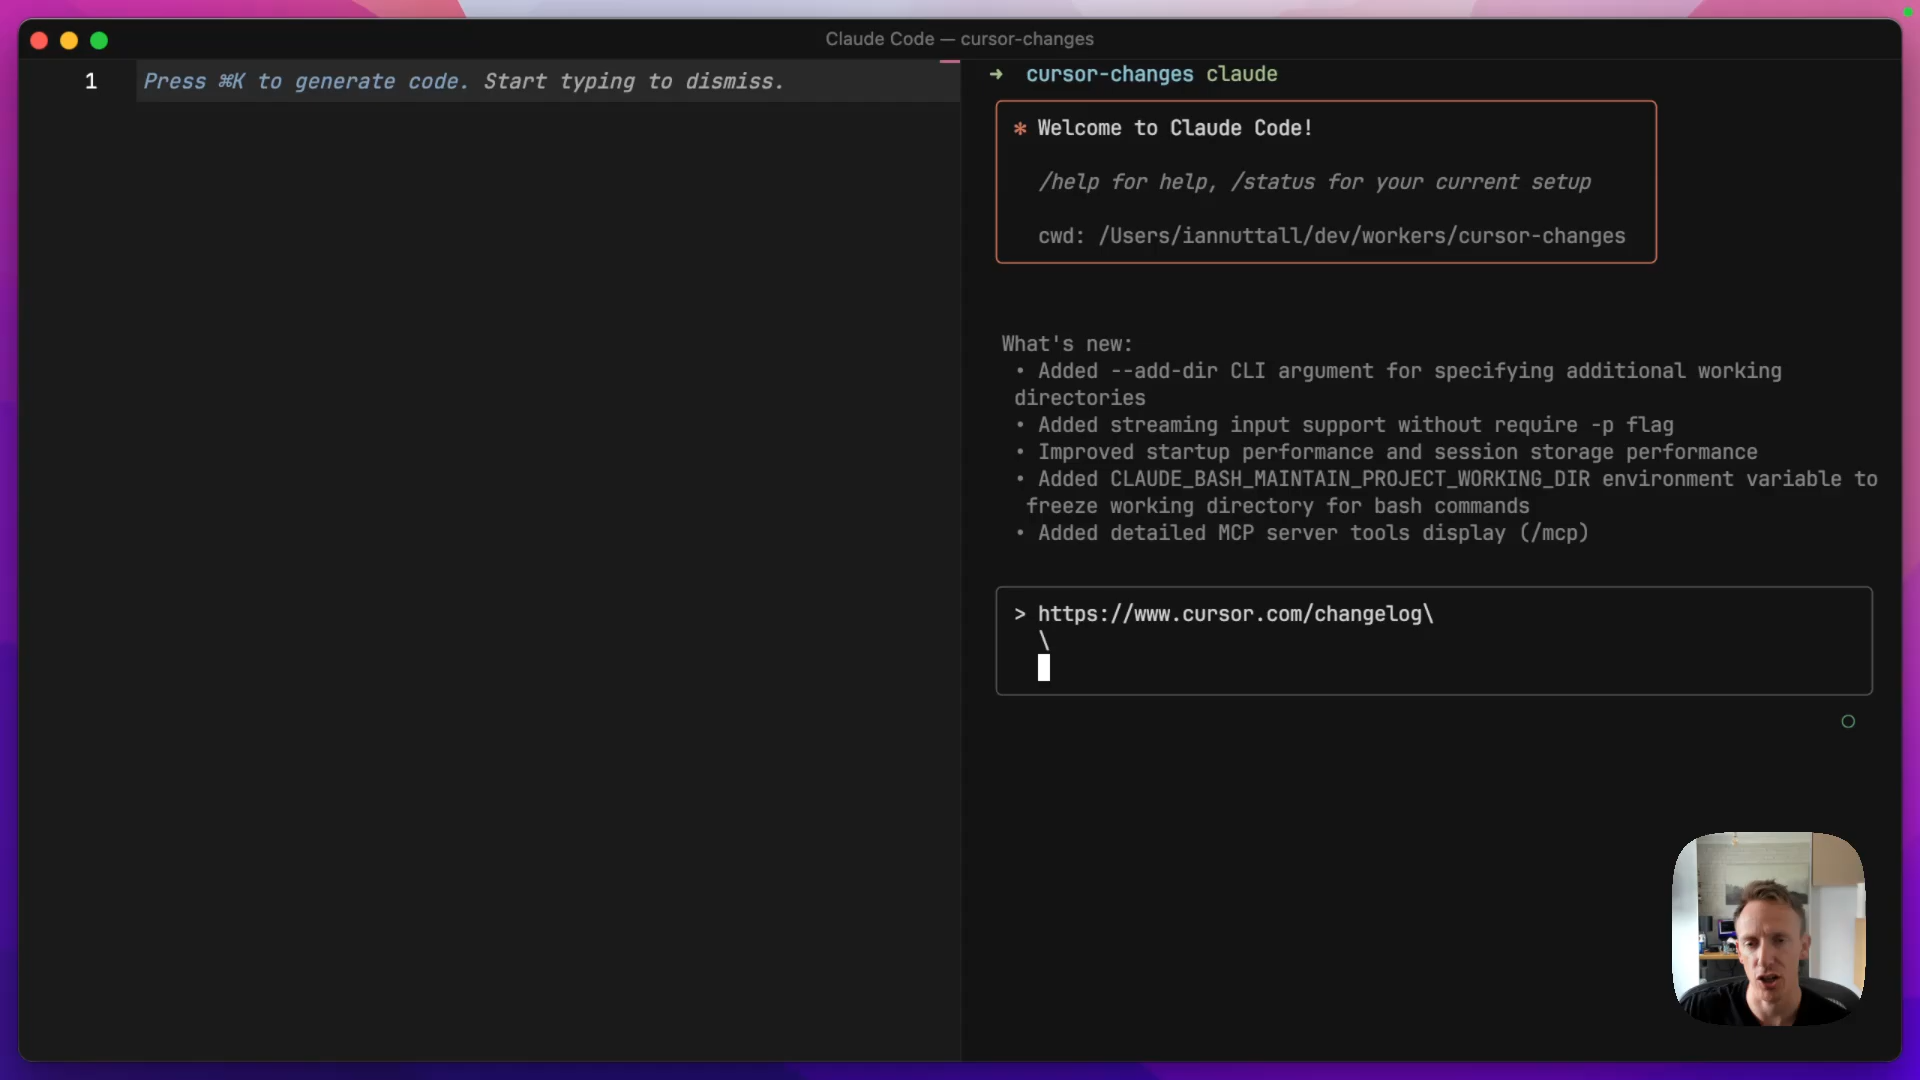 Claude Code — cursor-changes
1
Press ⌘K to generate code. Start typing to dismiss.
➜ cursor-changes claude
✻ Welcome to Claude Code!
/help for help, /status for your current setup
cwd: /Users/iannuttall/dev/workers/cursor-changes
What's new:
• Added --add-dir CLI argument for specifying additional working
directories
• Added streaming input support without require -p flag
• Improved startup performance and session storage performance
• Added CLAUDE_BASH_MAINTAIN_PROJECT_WORKING_DIR environment variable to
freeze working directory for bash commands
• Added detailed MCP server tools display (/mcp)
> https://www.cursor.com/changelog\
\